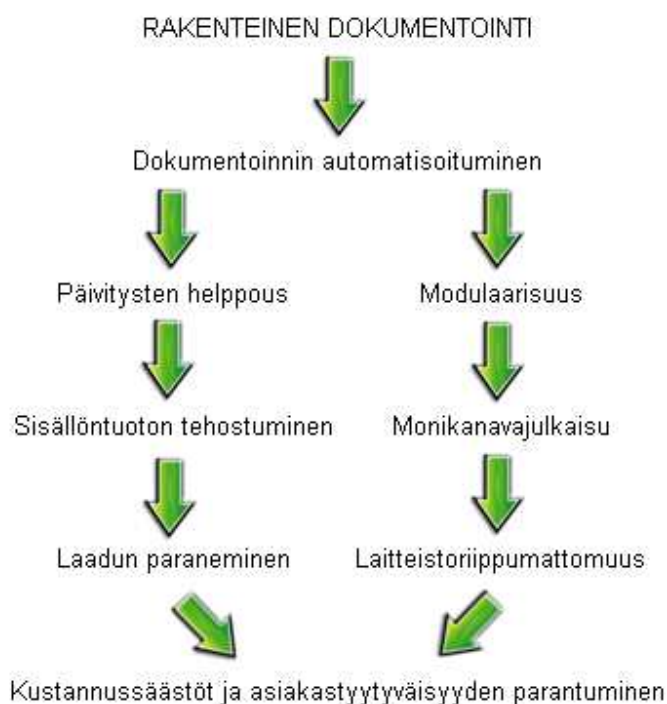 RAKENTEINEN DOKUMENTOINTI
Dokumentoinnin automatisoituminen
Päivitysten helppous
Modulaarisuus
Sisällöntuoton tehostuminen
Monikanavajulkaisu
Laadun paraneminen
Laitteistoriippumattomuus
Kustannussäästöt ja asiakastyytyväisyyden parantuminen